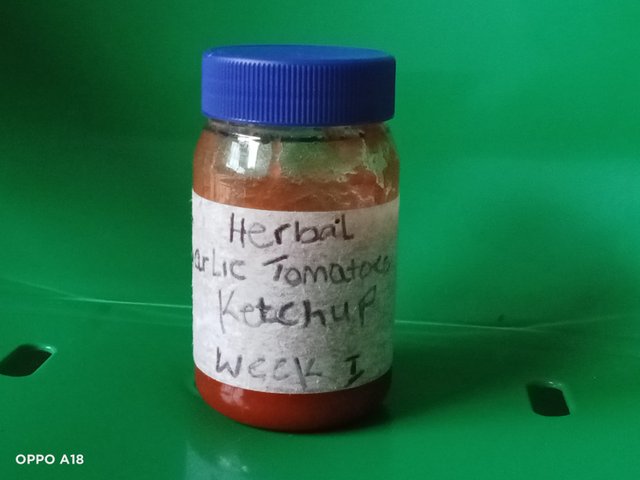 Herbal
arlic Tomatoes
Ketchup
Week I
OPPO A18